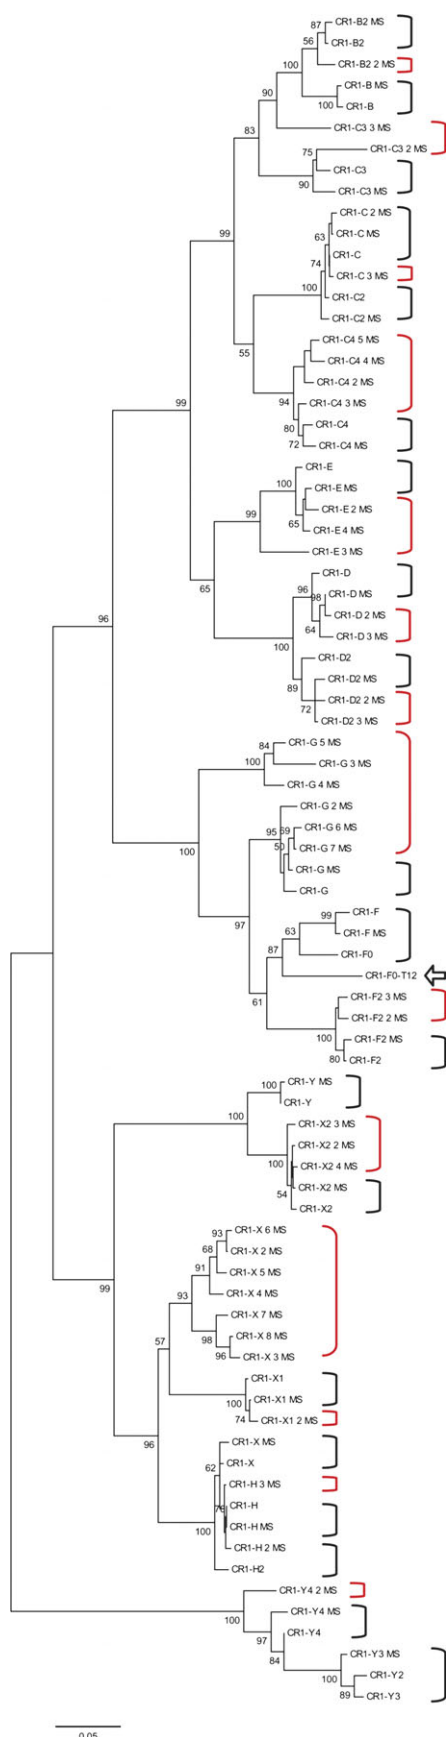 87
CR1-B2 MS
56
CR1-B2
CR1-B2 2 MS
100
CR1-B MS
90
100
CR1-B
CR1-C3 3 MS
83
75
CR1-C3 2 MS
CR1-C3
90
CR1-C3 MS
CR1-C 2 MS
99
63
CR1-C MS
CR1-C
74
CR1-C 3 MS
100
CR1-C2
CR1-C2 MS
CR1-C4 5 MS
55
CR1-C4 4 MS
CR1-C4 2 MS
94
CR1-C4 3 MS
99
80
CR1-C4
72
CR1-C4 MS
CR1-E
100
CR1-E MS
CR1-E 2 MS
99
65
CR1-E 4 MS
CR1-E 3 MS
65
CR1-D
96
98
CR1-D MS
CR1-D 2 MS
64
CR1-D 3 MS
96
100
CR1-D2
89
CR1-D2 MS
CR1-D2 2 MS
72
CR1-D2 3 MS
84
CR1-G 5 MS
100
CR1-G 3 MS
CR1-G 4 MS
CR1-G 2 MS
95
69
CR1-G 6 MS
100
50
CR1-G 7 MS
CR1-G MS
CR1-G
99
CR1-F
97
63
CR1-F MS
87
CR1-F0
CR1-F0-T12
61
CR1-F2 3 MS
CR1-F2 2 MS
100
CR1-F2 MS
80
CR1-F2
100
CR1-Y MS
100
CR1-Y
CR1-X2 3 MS
CR1-X2 2 MS
100
CR1-X2 4 MS
54
CR1-X2 MS
CR1-X2
93
CR1-X 6 MS
68
CR1-X 2 MS
91
CR1-X 5 MS
99
93
CR1-X 4 MS
CR1-X 7 MS
98
CR1-X 8 MS
57
96
CR1-X 3 MS
CR1-X1
100
CR1-X1 MS
74
CR1-X1 2 MS
96
CR1-X MS
62
CR1-X
CR1-H 3 MS
76
CR1-H
100
CR1-H MS
CR1-H 2 MS
CR1-H2
CR1-Y4 2 MS
100
CR1-Y4 MS
97
CR1-Y4
84
CR1-Y3 MS
100
CR1-Y2
89
CR1-Y3
0.05